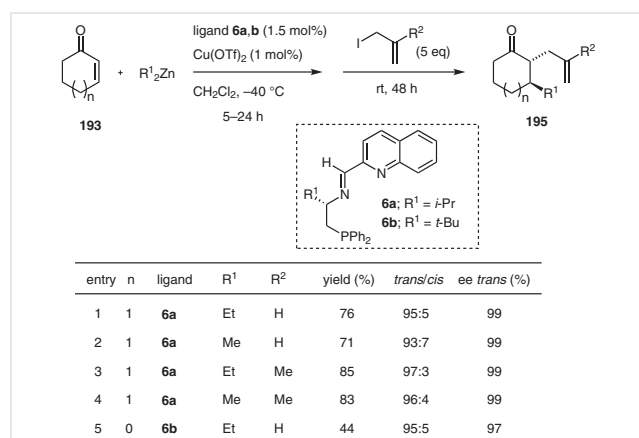 O
n
193
+
R¹₂Zn
ligand 6a,b (1.5 mol%)
Cu(OTf)₂ (1 mol%)
CH₂Cl₂, –40 °C
5–24 h
I
R²
(5 eq)
rt, 48 h
O
R²
n
R¹
195
H
N
N
R¹
PPh₂
6a; R¹ = i-Pr
6b; R¹ = t-Bu
entry n ligand R¹ R² yield (%) trans/cis ee trans (%)
1 1 6a Et H 76 95:5 99
2 1 6a Me H 71 93:7 99
3 1 6a Et Me 85 97:3 99
4 1 6a Me Me 83 96:4 99
5 0 6b Et H 44 95:5 97